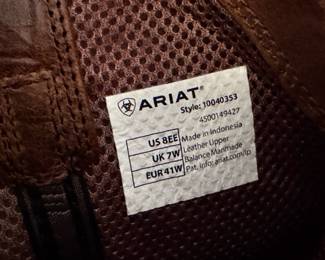 ARIAT
Style: 10040353
4500149427
US 8EE Made in Indonesia
UK 7W Leather Upper
EUR 41W Balance Manmade
Pat. Info: ariat.com/ip